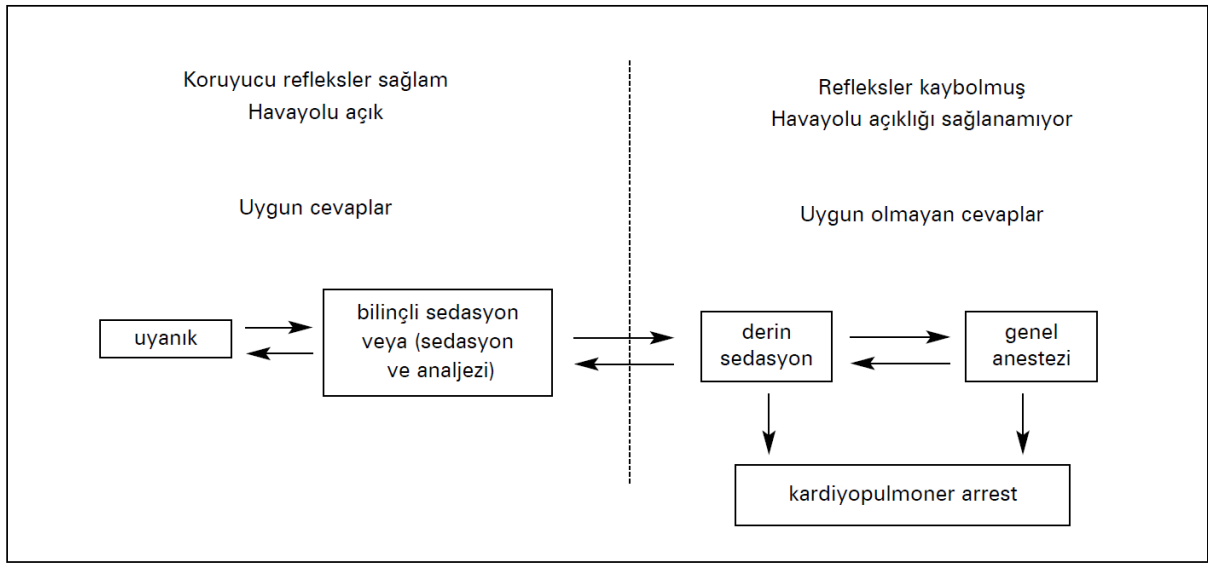 Koruyucu refleksler sağlam
Havayolu açık
Refleksler kaybolmuş
Havayolu açıklığı sağlanamıyor
Uygun cevaplar
Uygun olmayan cevaplar
uyanık
bilinçli sedasyon
veya (sedasyon
ve analjezi)
derin
sedasyon
genel
anestezi
kardiyopulmoner arrest